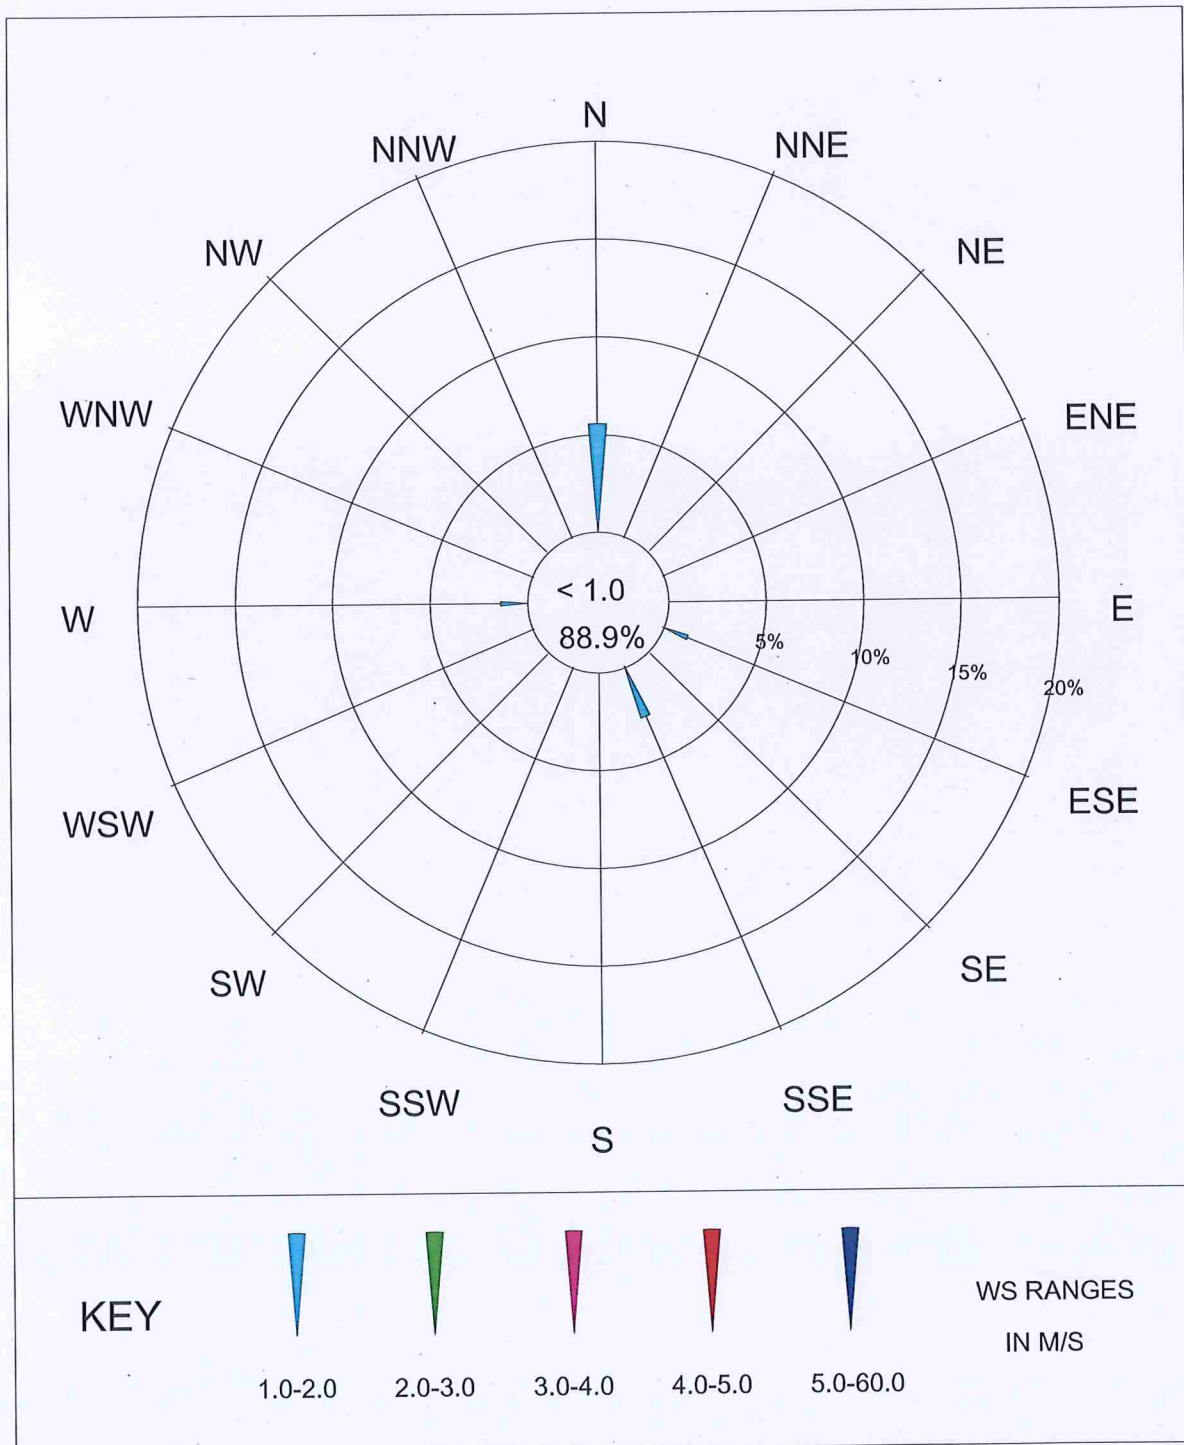 N
NNW
NNE
NW
NE
WNW
ENE
< 1.0
W
E
88.9%
5%
10%
15%
20%
ESE
WSW
SE
SW
SSE
SSW
S
KEY
WS RANGES
IN M/S
1.0-2.0 2.0-3.0 3.0-4.0 4.0-5.0 5.0-60.0